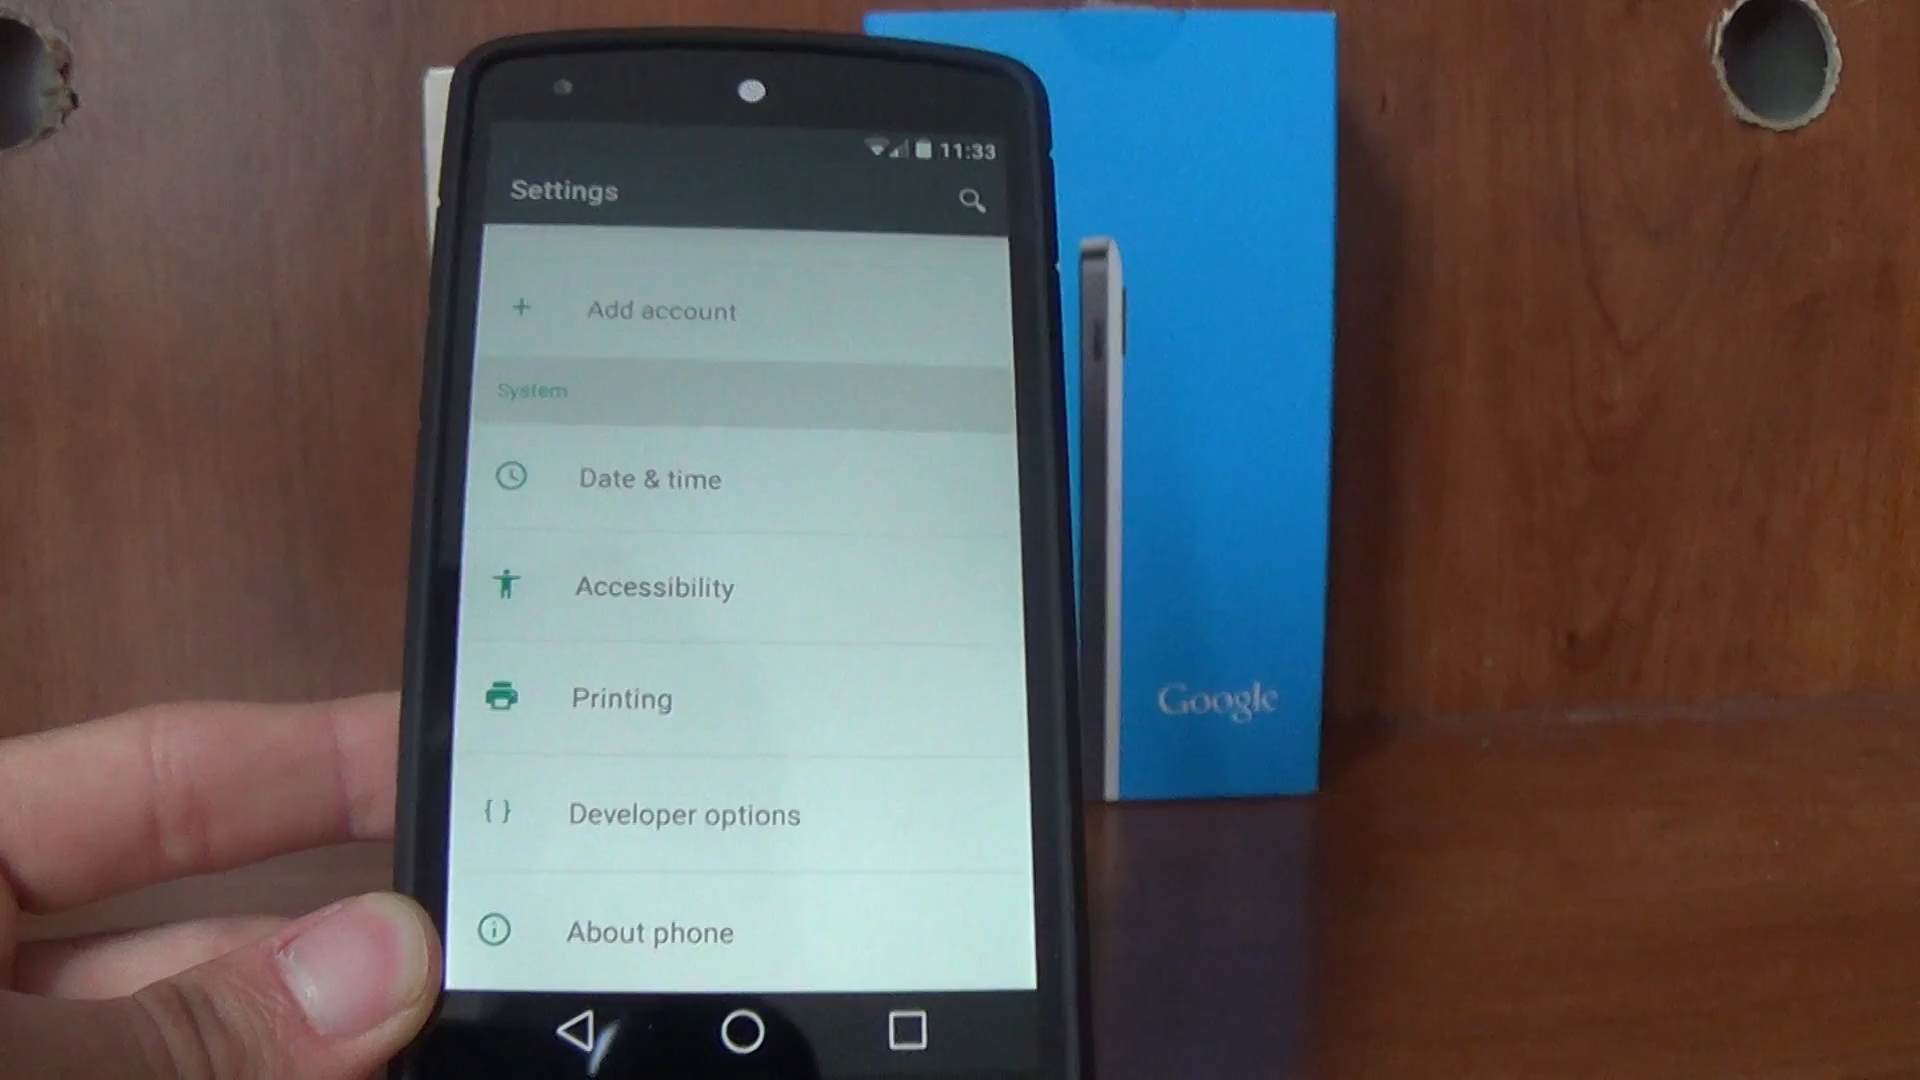 11:33
Settings
Add account
System
Date & time
Accessibility
Printing
{ } Developer options
About phone
Google